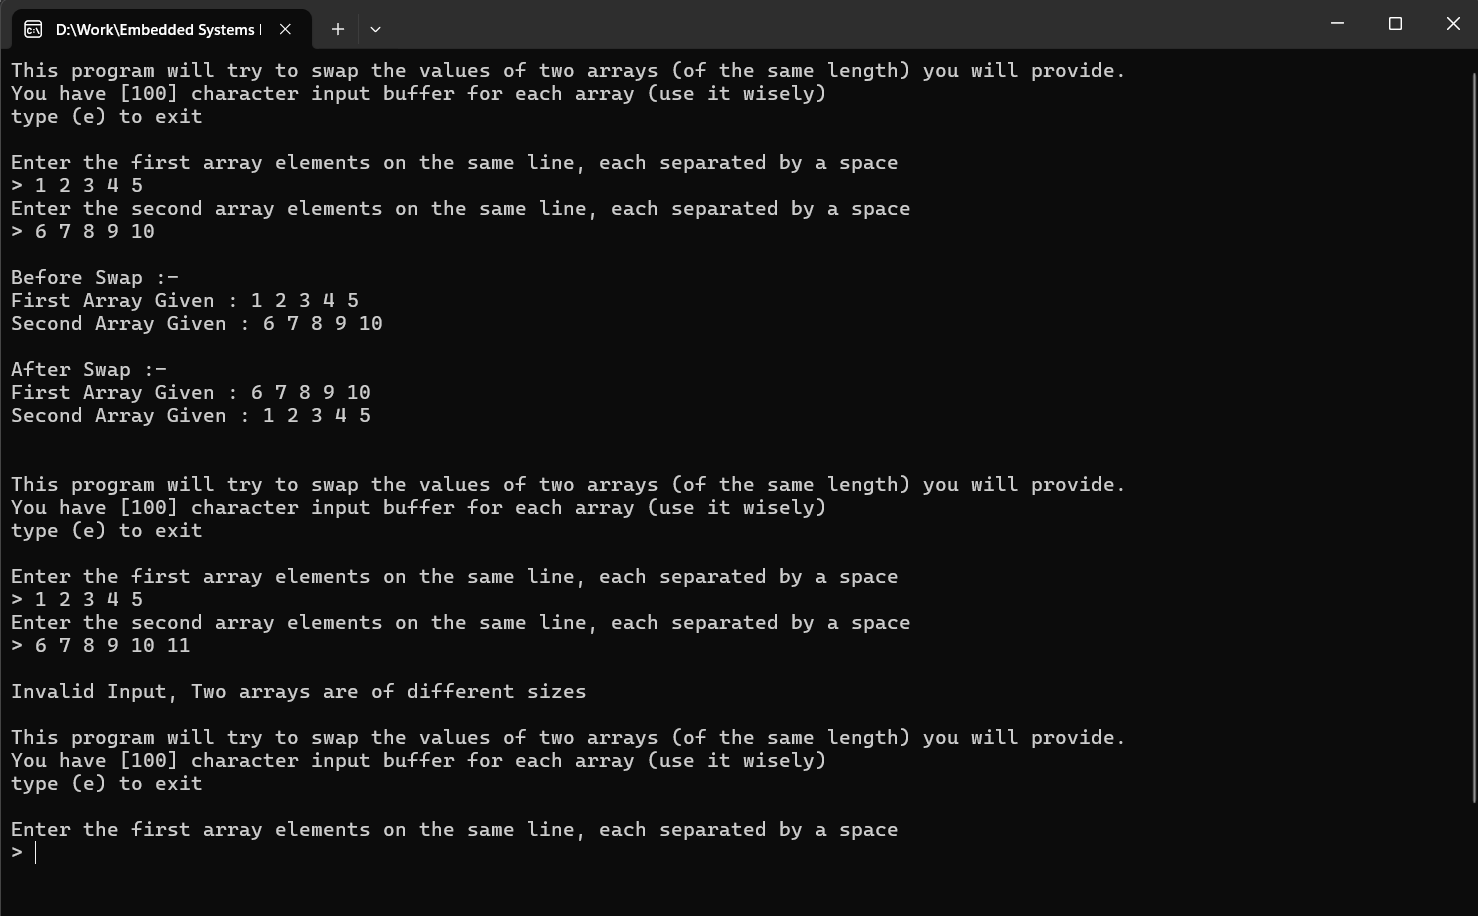 D:\Work\Embedded Systems
This program will try to swap the values of two arrays (of the same length) you will provide.
You have [100] character input buffer for each array (use it wisely)
type (e) to exit
Enter the first array elements on the same line, each separated by a space
> 1 2 3 4 5
Enter the second array elements on the same line, each separated by a space
> 6 7 8 9 10
Before Swap :-
First Array Given : 1 2 3 4 5
Second Array Given : 6 7 8 9 10
After Swap :-
First Array Given : 6 7 8 9 10
Second Array Given : 1 2 3 4 5
This program will try to swap the values of two arrays (of the same length) you will provide.
You have [100] character input buffer for each array (use it wisely)
type (e) to exit
Enter the first array elements on the same line, each separated by a space
> 1 2 3 4 5
Enter the second array elements on the same line, each separated by a space
> 6 7 8 9 10 11
Invalid Input, Two arrays are of different sizes
This program will try to swap the values of two arrays (of the same length) you will provide.
You have [100] character input buffer for each array (use it wisely)
type (e) to exit
Enter the first array elements on the same line, each separated by a space
>